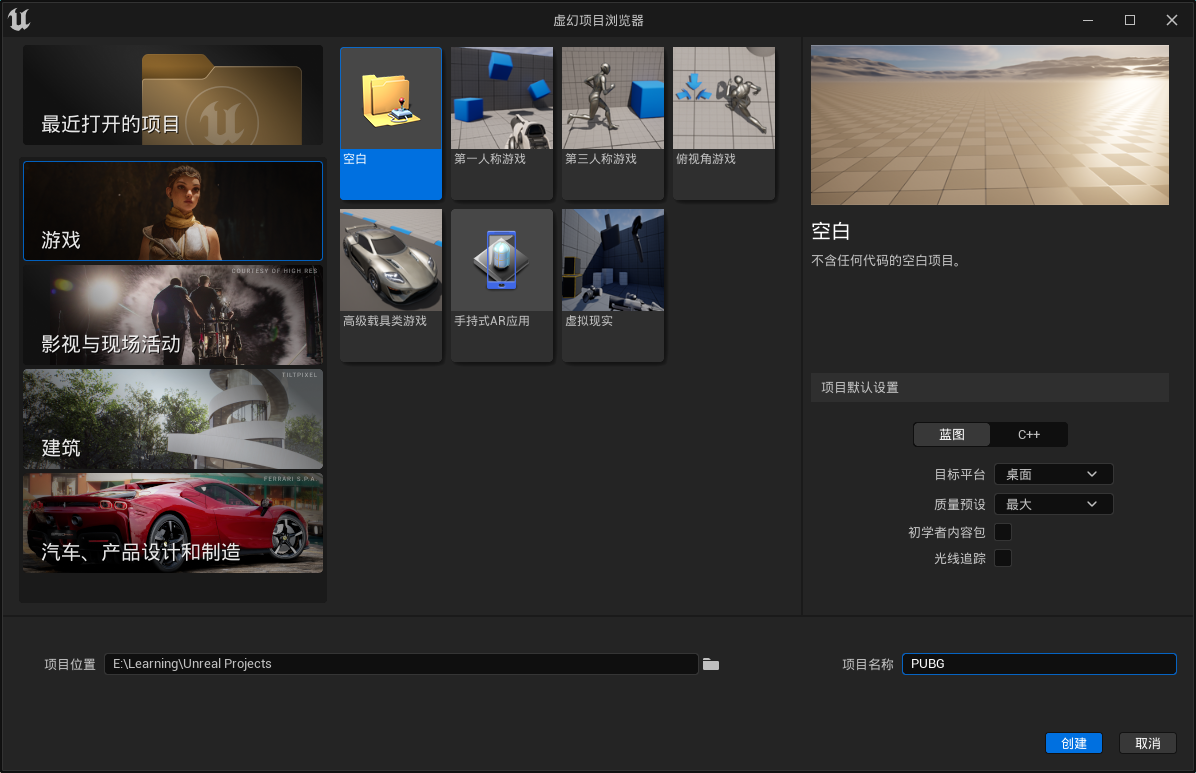 虚幻项目浏览器
最近打开的项目
游戏
COURTESY OF HIGH RES
影视与现场活动
TILTPIXEL
建筑
FERRARI S.P.A.
汽车、产品设计和制造
空白
第一人称游戏
第三人称游戏
俯视角游戏
高级载具类游戏
手持式AR应用
虚拟现实
空白
不含任何代码的空白项目。
项目默认设置
蓝图
C++
目标平台
桌面
质量预设
最大
初学者内容包
光线追踪
项目位置
E:\Learning\Unreal Projects
项目名称
PUBG
创建
取消